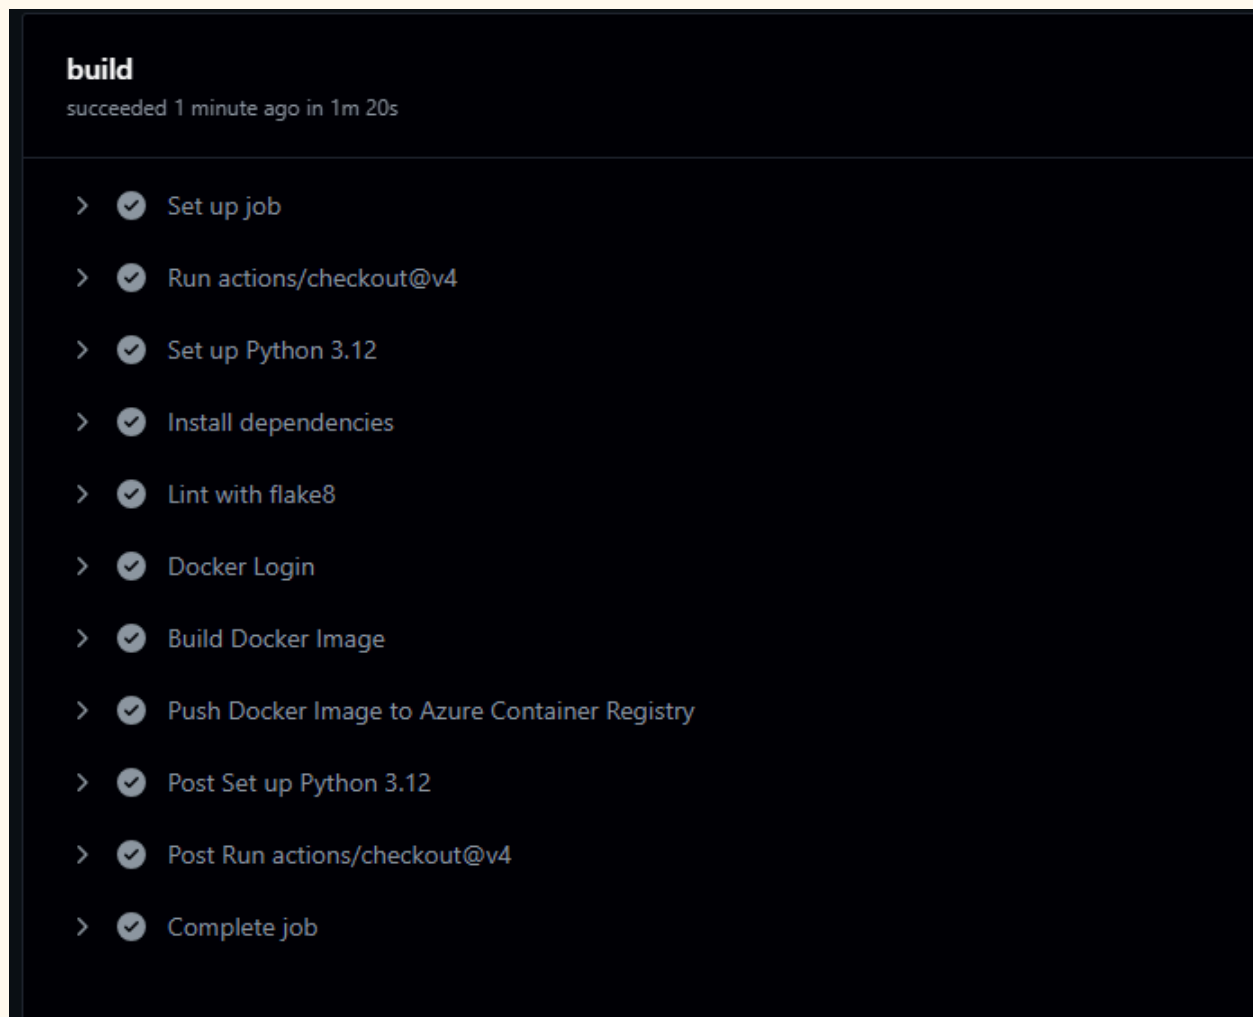 build
succeeded 1 minute ago in 1m 20s
Set up job
Run actions/checkout@v4
Set up Python 3.12
Install dependencies
Lint with flake8
Docker Login
Build Docker Image
Push Docker Image to Azure Container Registry
Post Set up Python 3.12
Post Run actions/checkout@v4
Complete job